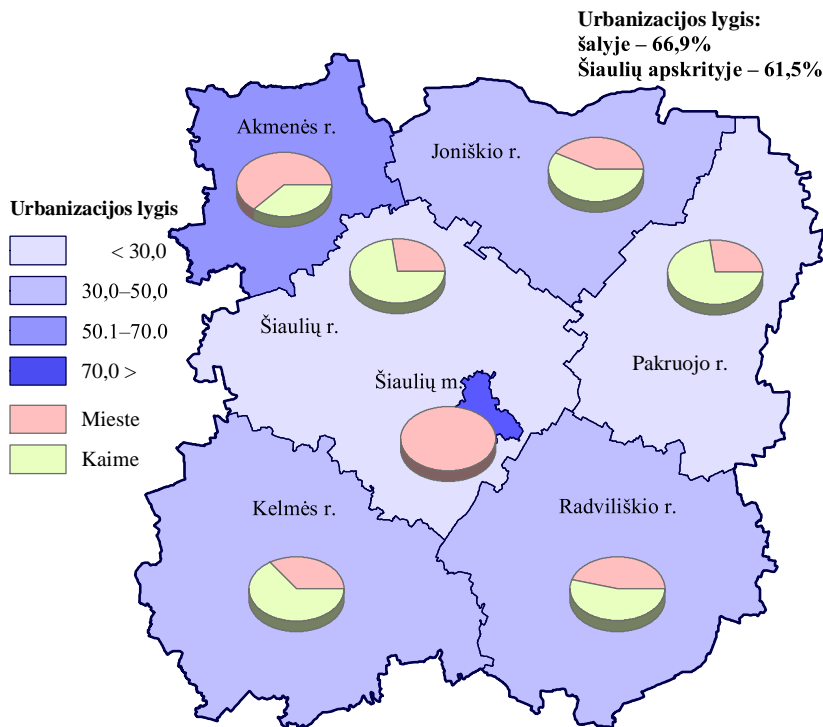 Urbanizacijos lygis:
šalyje – 66,9%
Šiaulių apskrityje – 61,5%
Akmenės r.
Joniškio r.
Urbanizacijos lygis
< 30,0
30,0–50,0
50.1–70.0
70,0 >
Mieste
Kaime
Šiaulių r.
Pakruojo r.
Šiaulių m.
Kelmės r.
Radviliškio r.